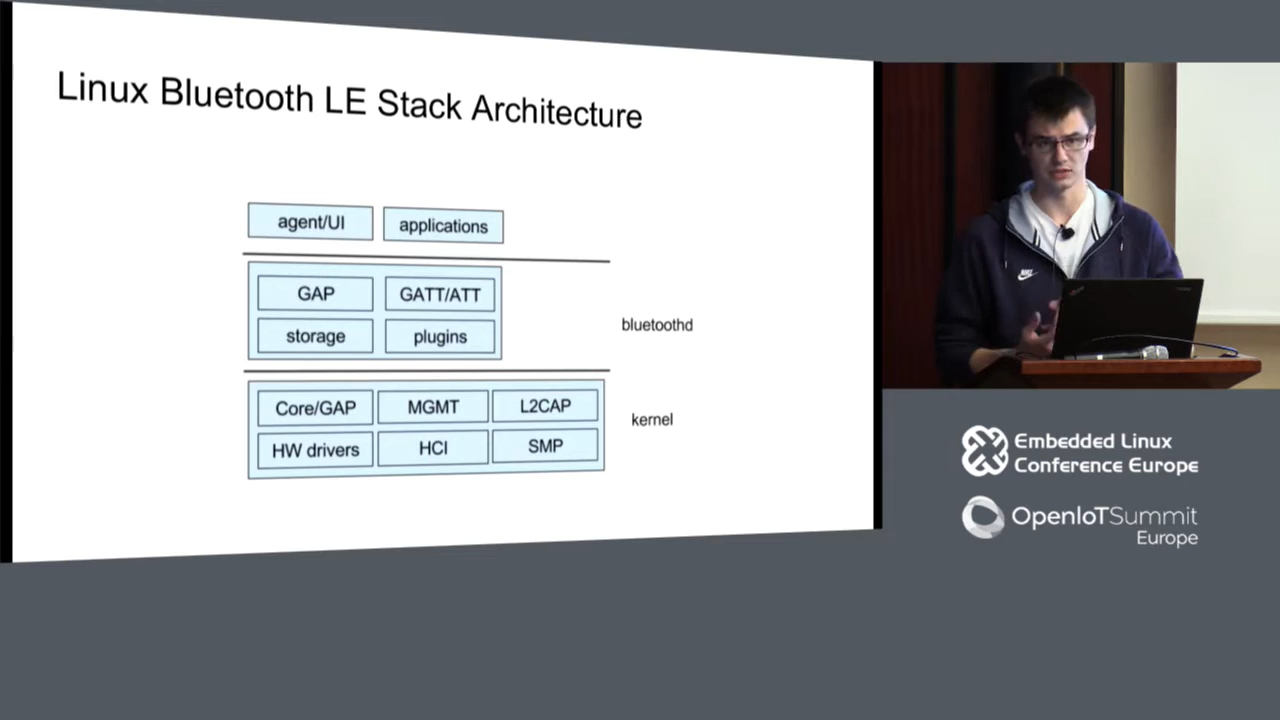 Linux Bluetooth LE Stack Architecture
agent/UI
applications
GAP
GATT/ATT
storage
plugins
bluetoothd
Core/GAP
MGMT
L2CAP
HW drivers
HCI
SMP
kernel
Embedded Linux
Conference Europe
OpenIoTSummit
Europe